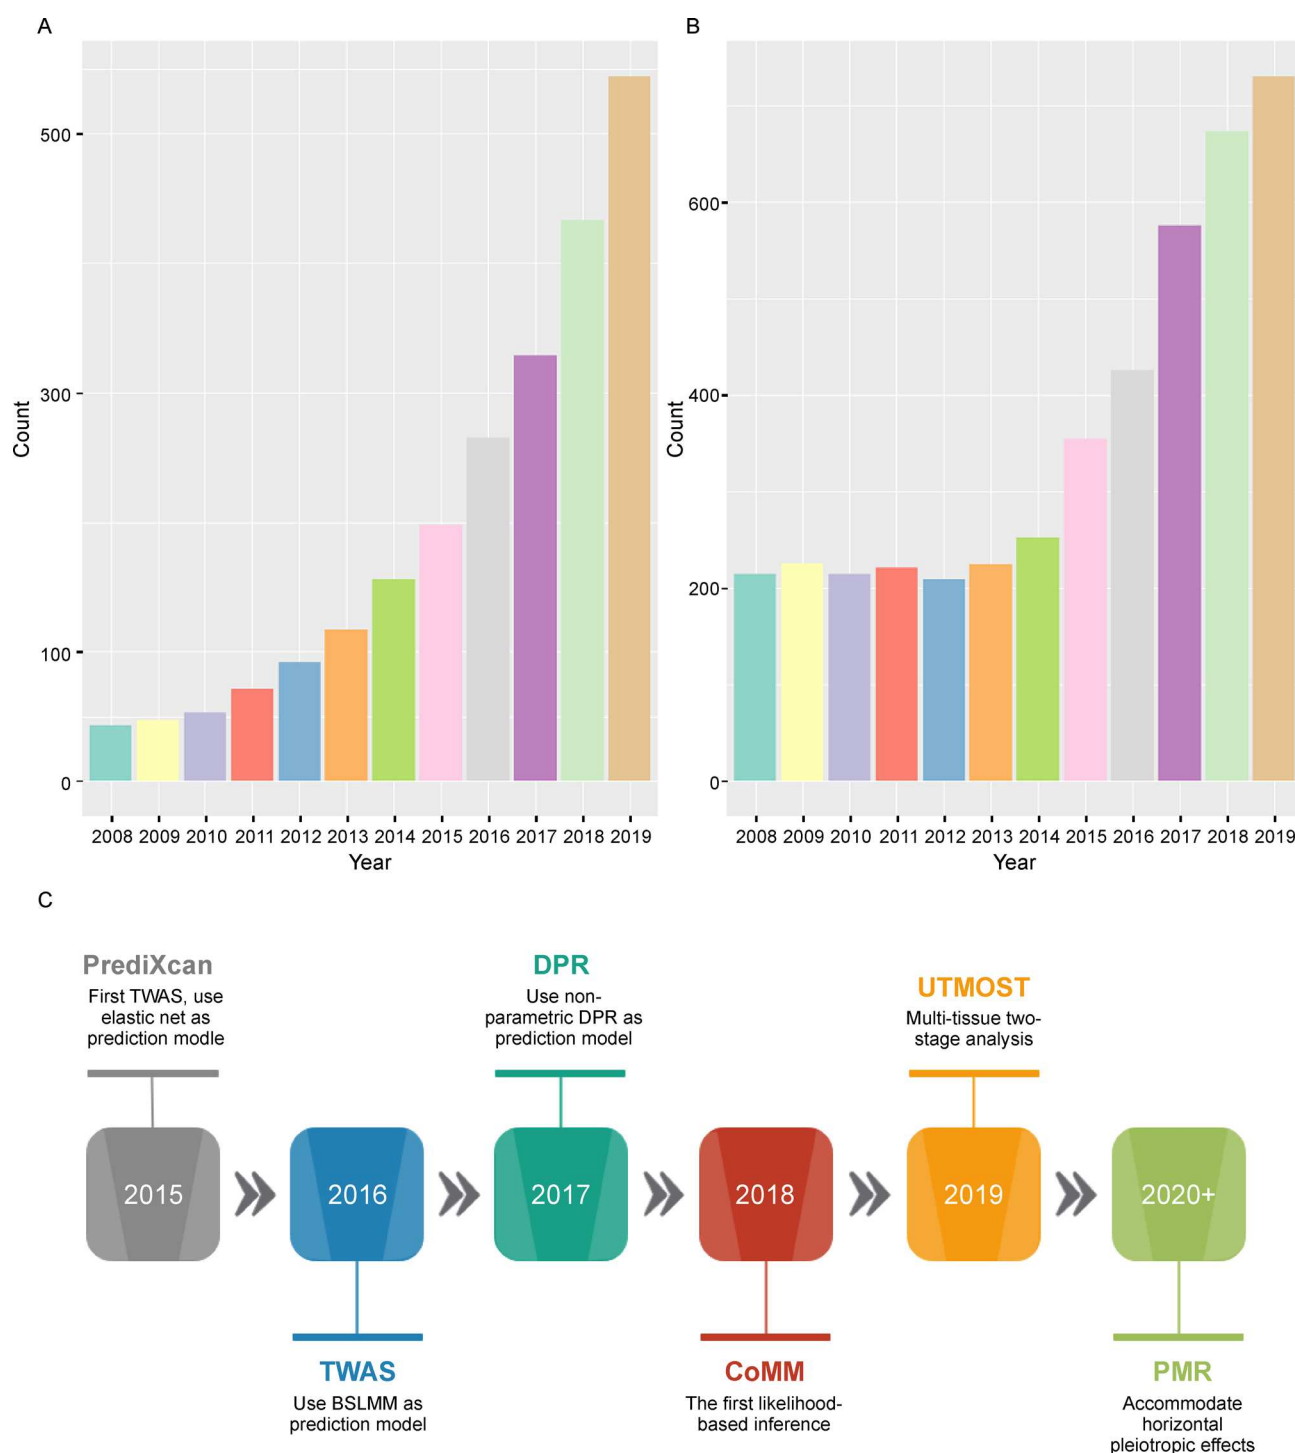 A
500
300
100
0
Count
2008 2009 2010 2011 2012 2013 2014 2015 2016 2017 2018 2019
Year
B
600
400
200
0
Count
2008 2009 2010 2011 2012 2013 2014 2015 2016 2017 2018 2019
Year
C
PrediXcan
First TWAS, use
elastic net as
prediction modle
DPR
Use non-
parametric DPR as
prediction model
UTMOST
Multi-tissue two-
stage analysis
2015
2016
2017
2018
2019
2020+
TWAS
Use BSLMM as
prediction model
CoMM
The first likelihood-
based inference
PMR
Accommodate
horizontal
pleiotropic effects